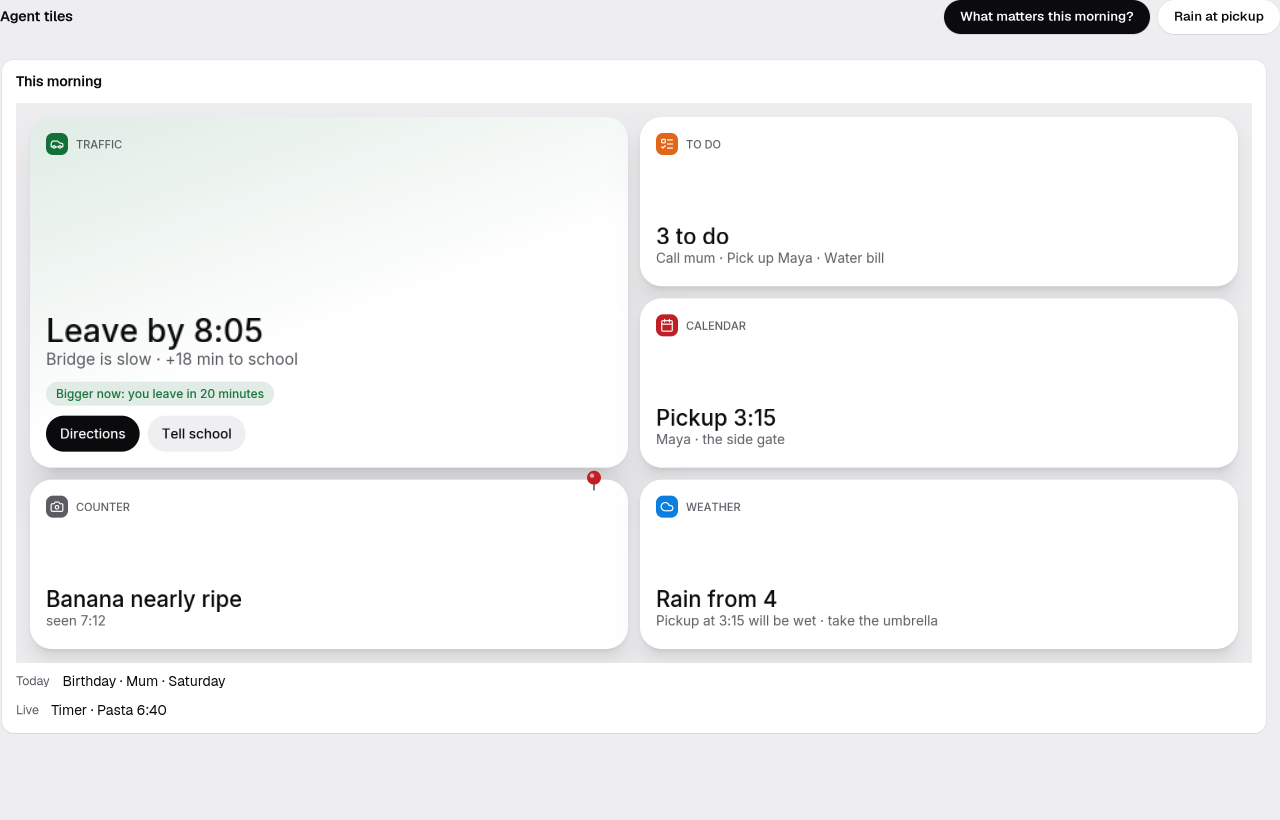 Agent tiles
What matters this morning?
Rain at pickup
This morning
TRAFFIC
Leave by 8:05
Bridge is slow · +18 min to school
Bigger now: you leave in 20 minutes
Directions
Tell school
TO DO
3 to do
Call mum · Pick up Maya · Water bill
CALENDAR
Pickup 3:15
Maya · the side gate
COUNTER
Banana nearly ripe
seen 7:12
WEATHER
Rain from 4
Pickup at 3:15 will be wet · take the umbrella
Today Birthday · Mum · Saturday
Live Timer · Pasta 6:40